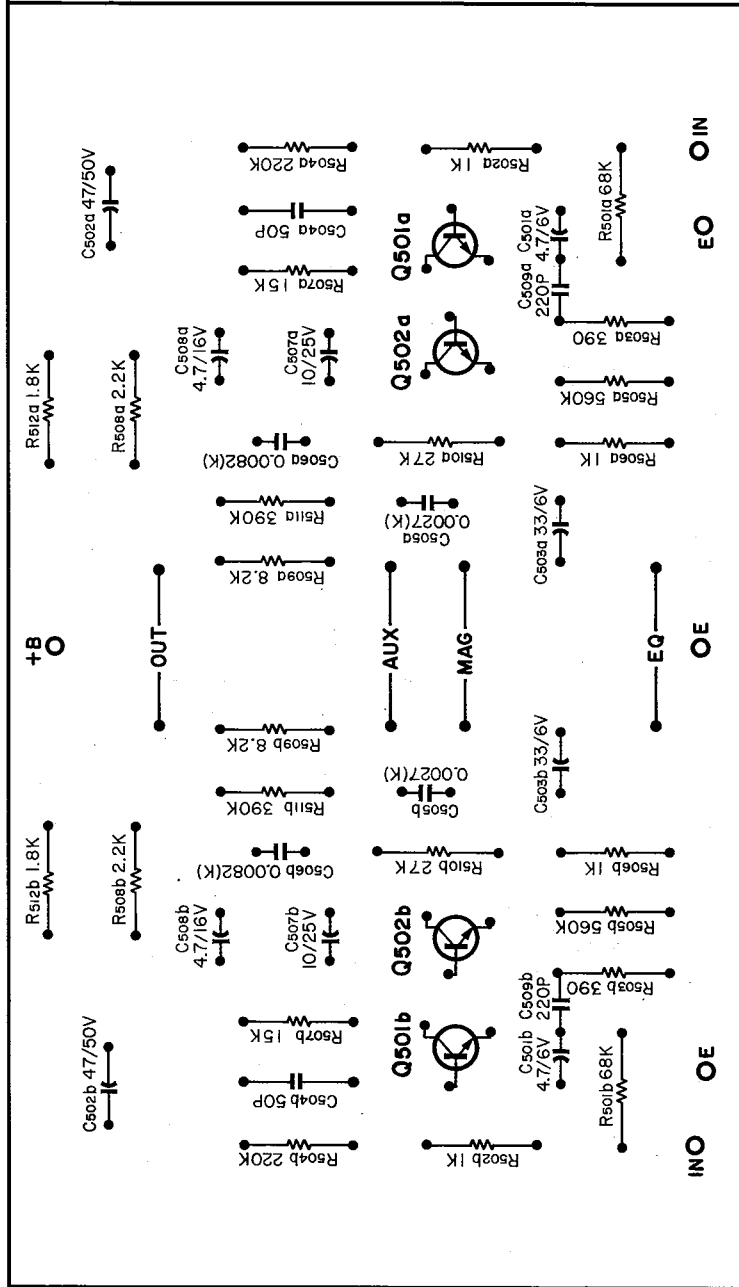 C502a 47/50V
R504a 220K
R502a 1K
R501a 68K
IN
C504a 50P
Q501a
C501a
4.7/6V
E
R507a
15K
C509a
220P
R512a 1.8K
R508a 2.2K
C508a
4.7/16V
C507a
10/25V
Q502a
R503a 390
R505a 560K
C506a 0.0082(K)
R510a 27K
R506a 1K
R511a 390K
C505a
0.0027(K)
C503a 33/6V
R509a 8.2K
+B
OUT
AUX
MAG
EQ
E
R509b 8.2K
C503b 33/6V
R511b 390K
C505b
0.0027(K)
R512b 1.8K
R508b 2.2K
C506b 0.0082(K)
R510b 27K
R506b 1K
C508b
4.7/16V
C507b
10/25V
Q502b
R505b 560K
R503b 390
C509b
220P
R507b
15K
Q501b
C501b
4.7/6V
C502b 47/50V
C504b 50P
R501b 68K
E
R504b 220K
R502b 1K
IN